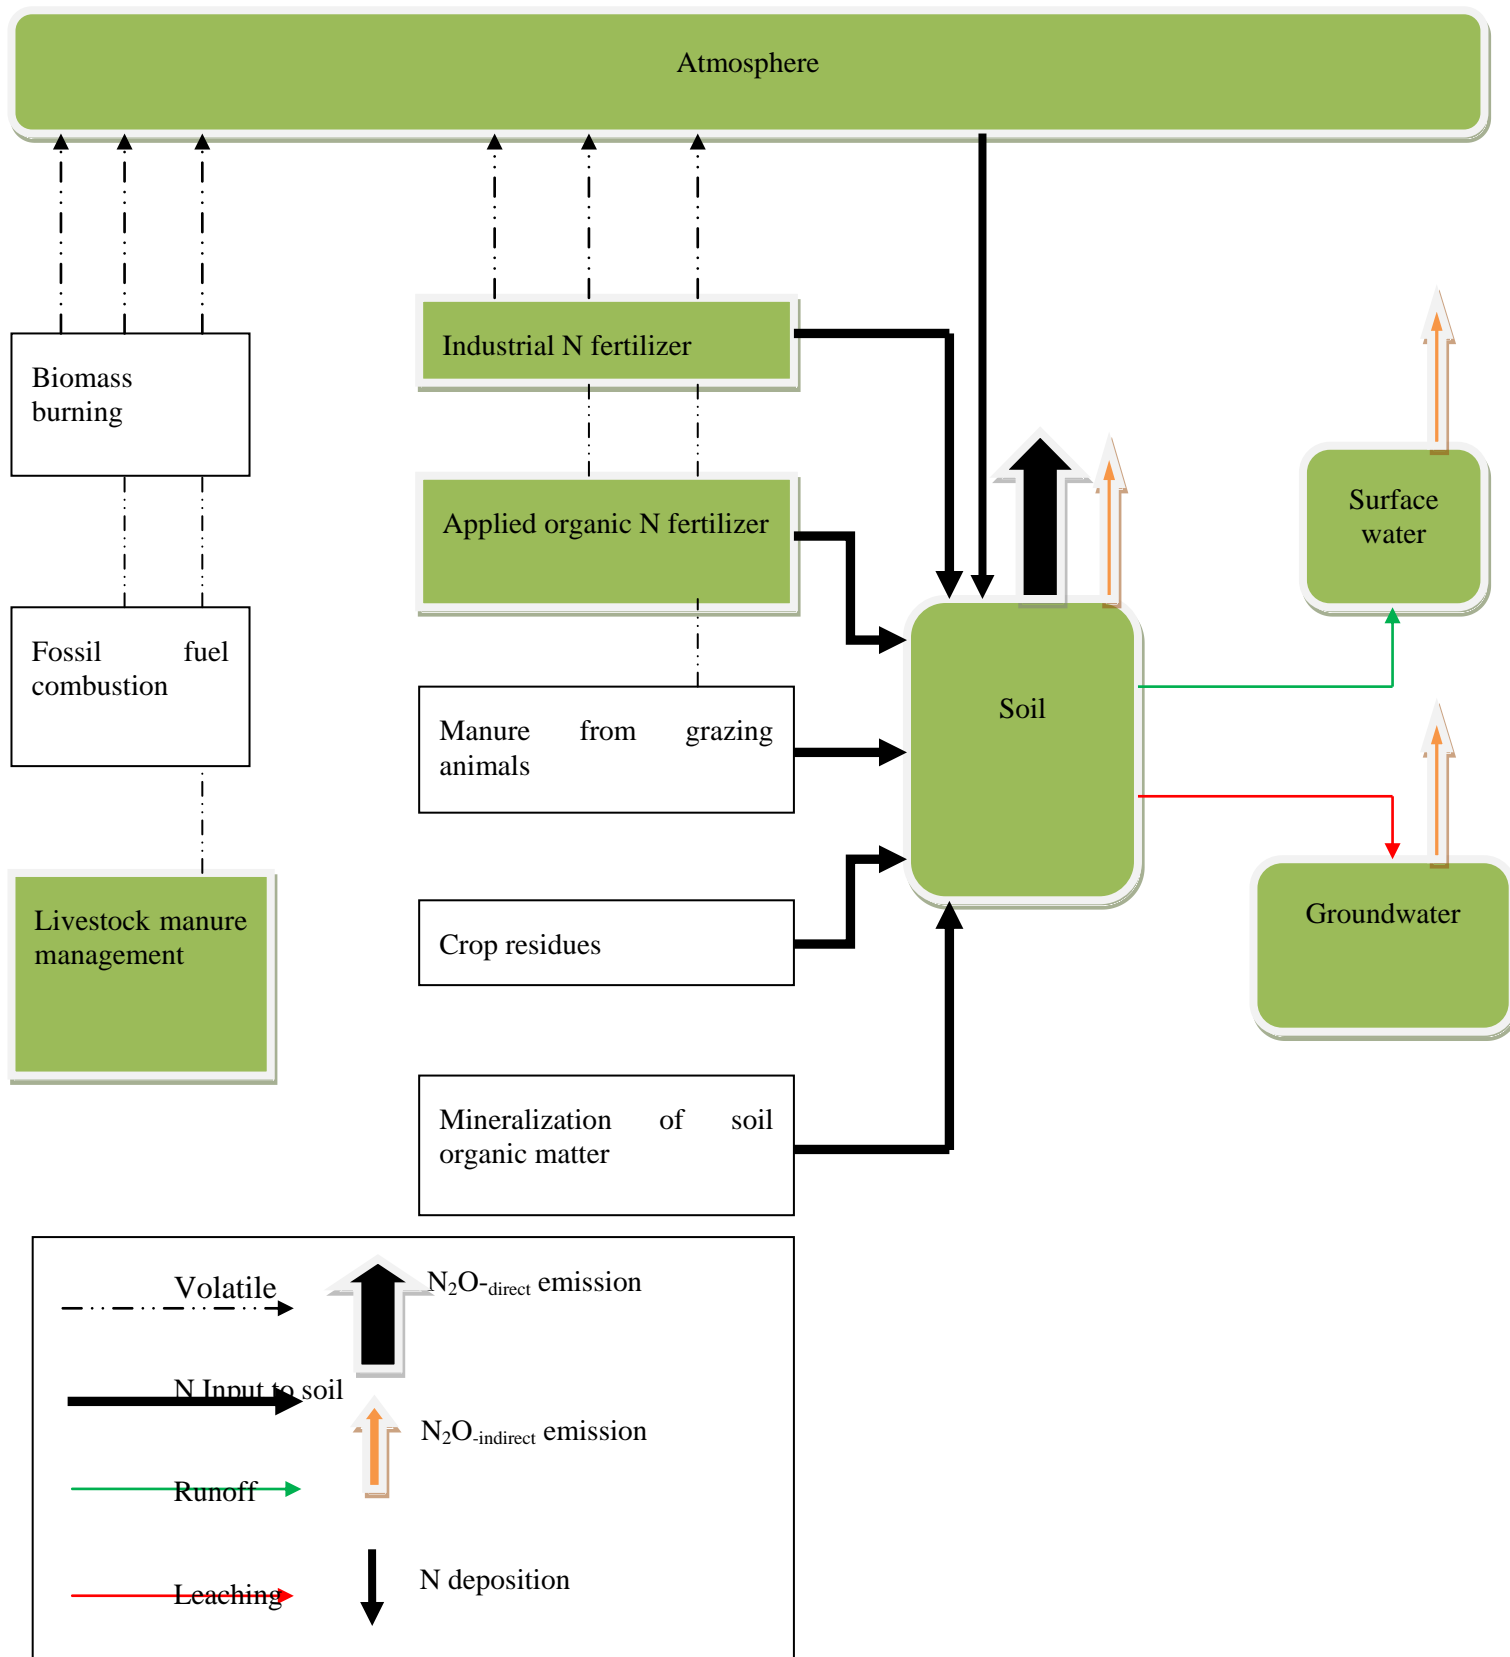 Atmosphere
Biomass
burning
Industrial N fertilizer
Applied organic N fertilizer
Surface
water
Fossil fuel
combustion
Manure from grazing
animals
Soil
Livestock manure
management
Crop residues
Groundwater
Mineralization of soil
organic matter
Volatile
N₂O-direct emission
N Input to soil
N₂O-indirect emission
Runoff
Leaching
N deposition